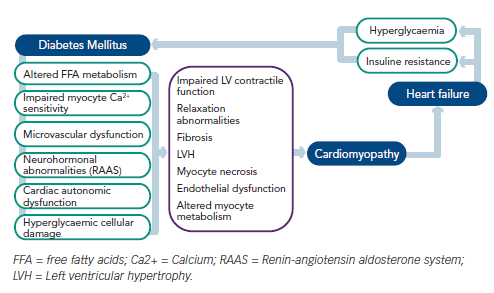 Diabetes Mellitus
Altered FFA metabolism
Impaired myocyte Ca²⁺
sensitivity
Microvascular dysfunction
Neurohormonal
abnormalities (RAAS)
Cardiac autonomic
dysfunction
Hyperglycaemic cellular
damage
Impaired LV contractile
function
Relaxation
abnormalities
Fibrosis
LVH
Myocyte necrosis
Endothelial dysfunction
Altered myocyte
metabolism
Cardiomyopathy
Heart failure
Hyperglycaemia
Insuline resistance
FFA = free fatty acids; Ca2+ = Calcium; RAAS = Renin-angiotensin aldosterone system;
LVH = Left ventricular hypertrophy.